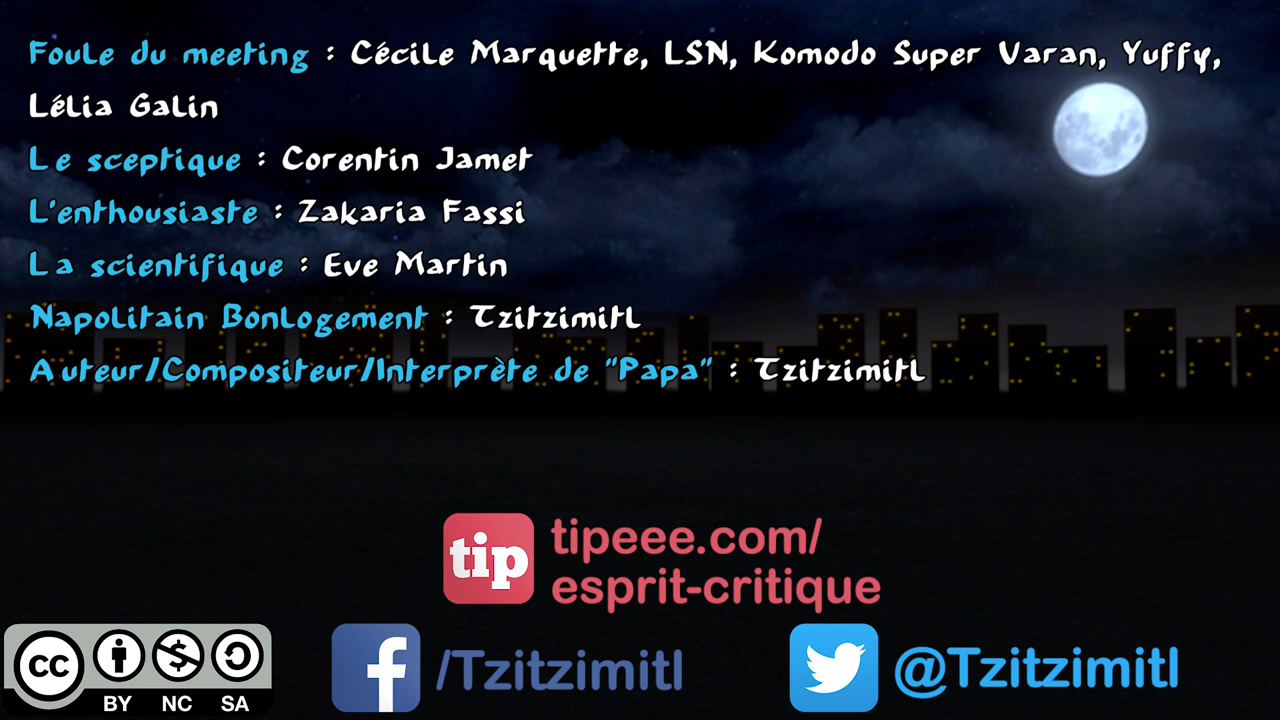 Foule du meeting : Cécile Marquette, LSN, Komodo Super Varan, Yuffy,
Lélia Galin
Le sceptique : Corentin Jamet
L'enthousiaste : Zakaria Fassi
La scientifique : Eve Martin
Napolitain Bonlogement : Tzitzimitl
Auteur/Compositeur/Interprète de "Papa" : Tzitzimitl
tip
tipeee.com/
esprit-critique
cc
BY NC SA
f /Tzitzimitl
@Tzitzimitl